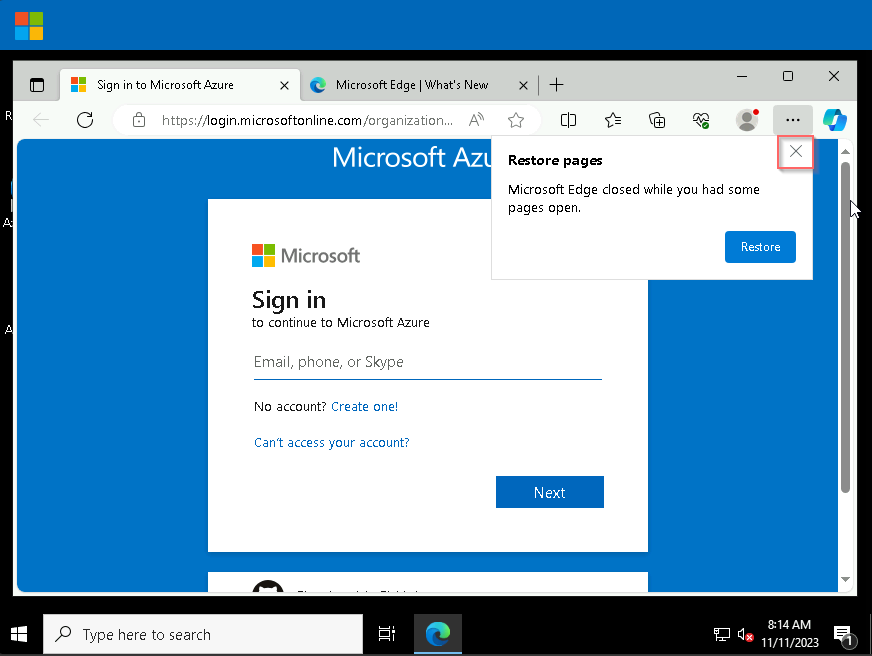 Sign in to Microsoft Azure
Microsoft Edge | What's New
https://login.microsoftonline.com/organization...
Microsoft
Restore pages
Microsoft Edge closed while you had some
pages open.
Restore
Microsoft
Sign in
to continue to Microsoft Azure
Email, phone, or Skype
No account? Create one!
Can't access your account?
Next
Type here to search
8:14 AM
11/11/2023
1